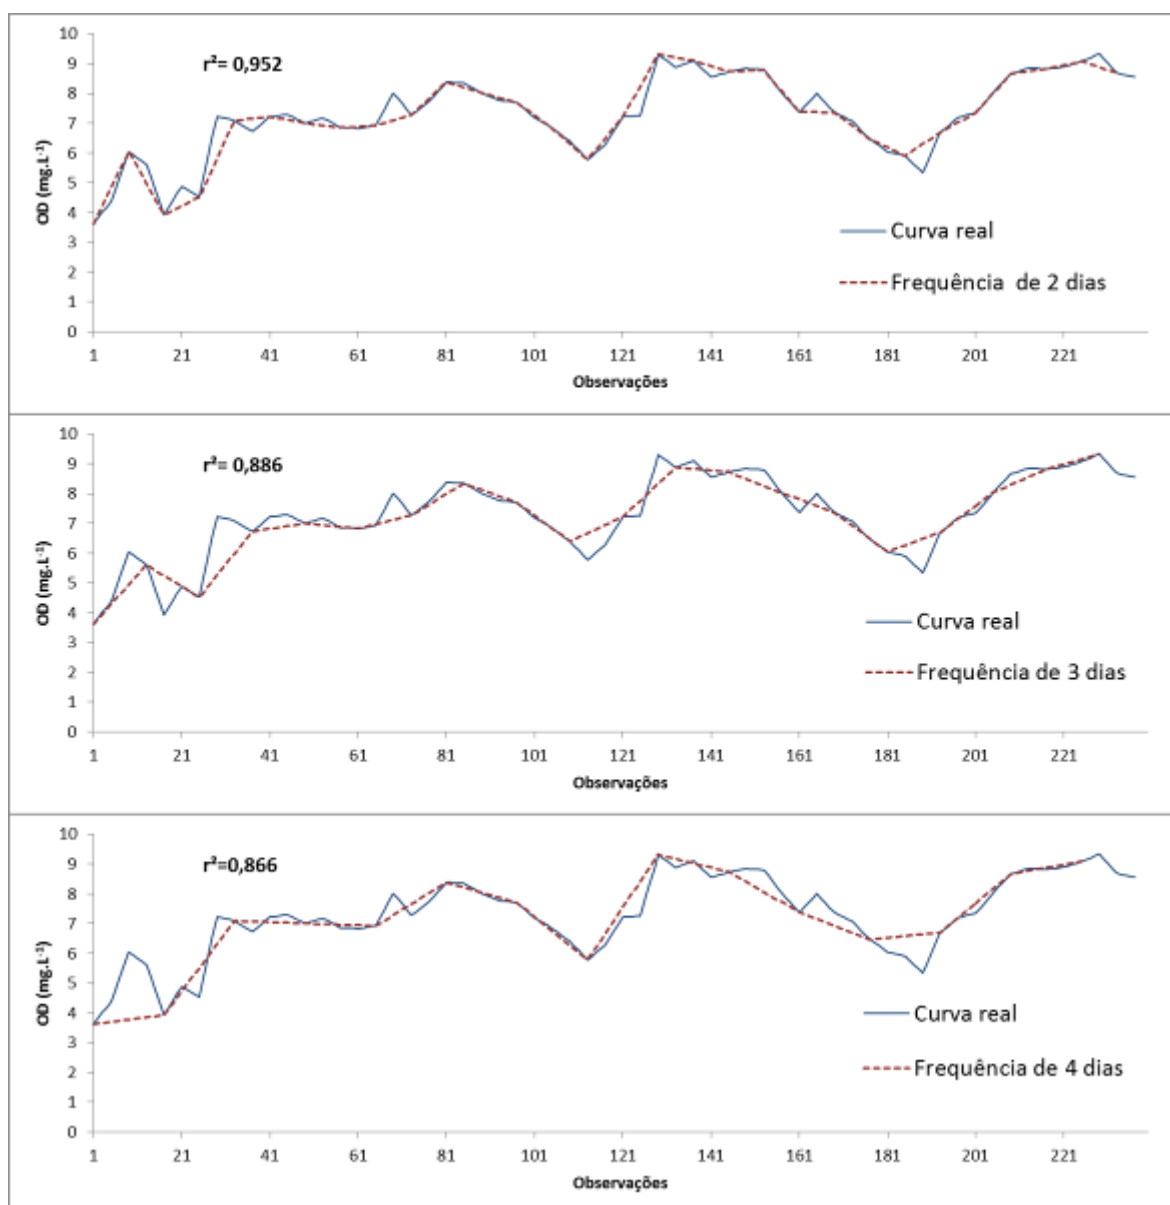 10
9
8
7
6
5
4
3
2
1
0
OD (mg.L-1)
r²= 0,952
Curva real
Frequência de 2 dias
1 21 41 61 81 101 121 141 161 181 201 221
Observações
10
9
8
7
6
5
4
3
2
1
0
OD (mg.L-1)
r²= 0,886
Curva real
Frequência de 3 dias
1 21 41 61 81 101 121 141 161 181 201 221
Observações
10
9
8
7
6
5
4
3
2
1
0
OD (mg.L-1)
r²=0,866
Curva real
Frequência de 4 dias
1 21 41 61 81 101 121 141 161 181 201 221
Observações